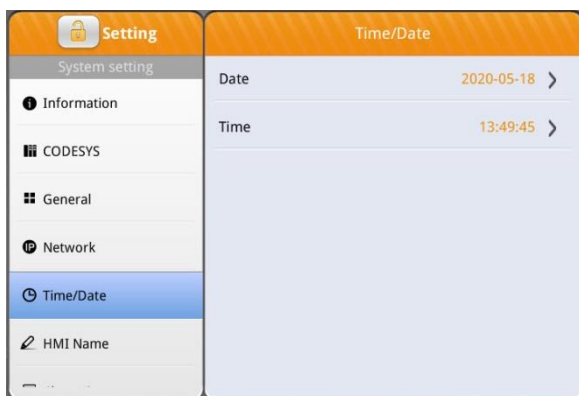 Setting
System setting
Information
CODESYS
General
Network
Time/Date
HMI Name
Time/Date
Date 2020-05-18
Time 13:49:45